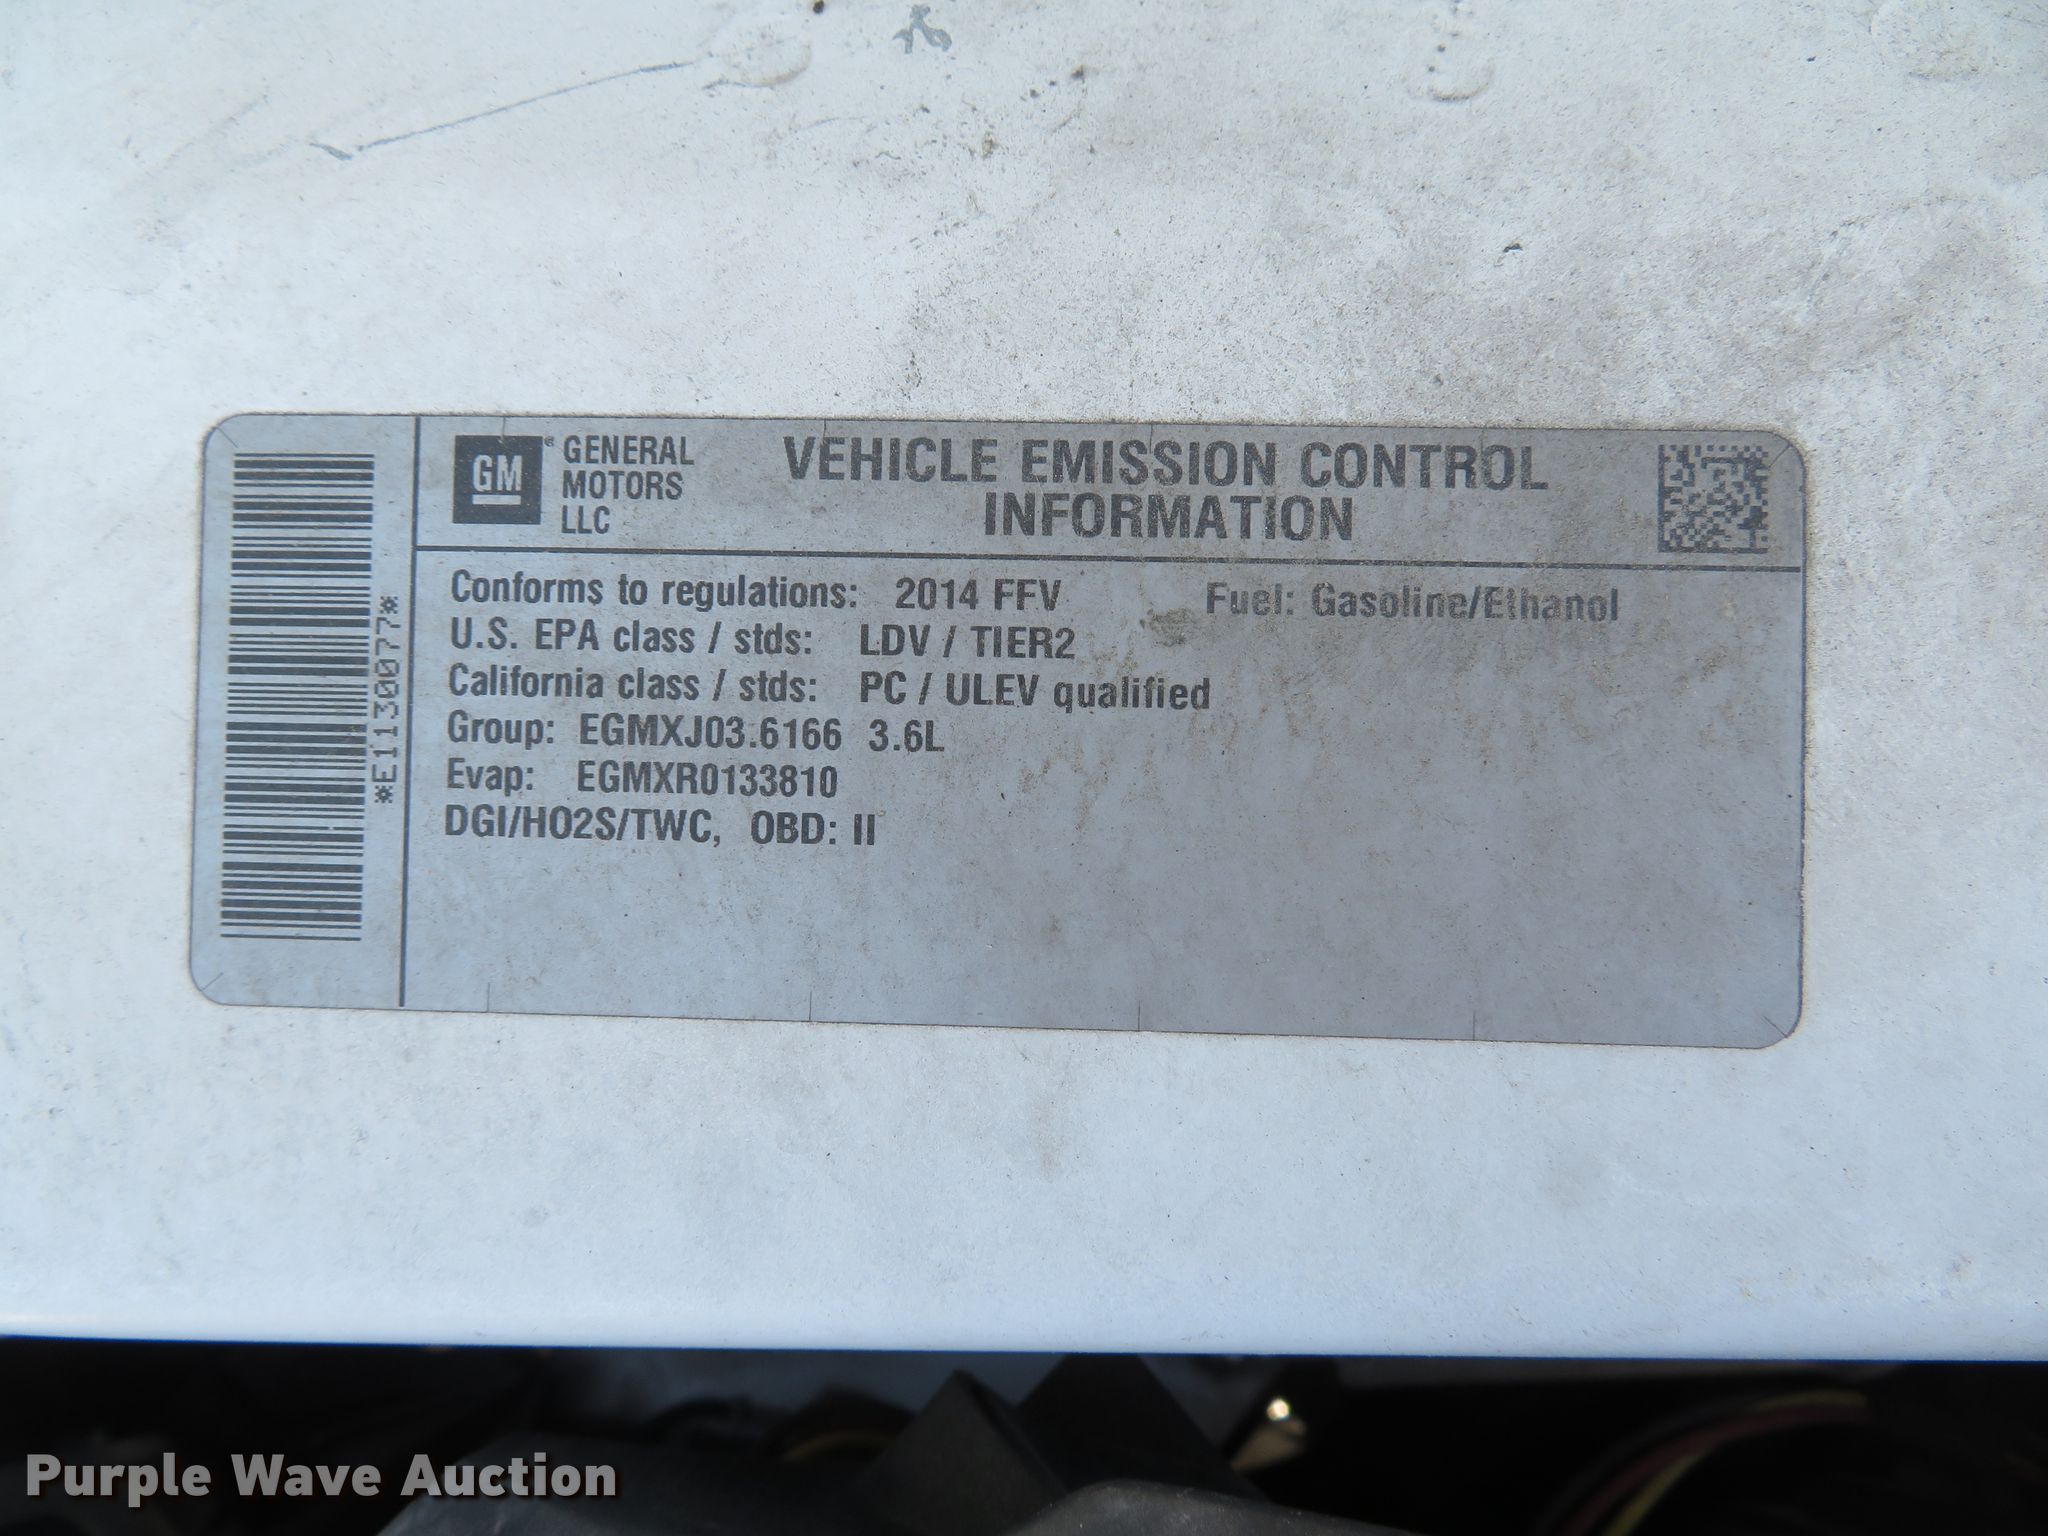 GM
GENERAL
MOTORS
LLC
VEHICLE EMISSION CONTROL
INFORMATION
Conforms to regulations: 2014 FFV Fuel: Gasoline/Ethanol
U.S. EPA class / stds: LDV / TIER2
California class / stds: PC / ULEV qualified
Group: EGMXJ03.6166 3.6L
Evap: EGMXR0133810
DGI/HO2S/TWC, OBD: II
*E1130077*
Purple Wave Auction